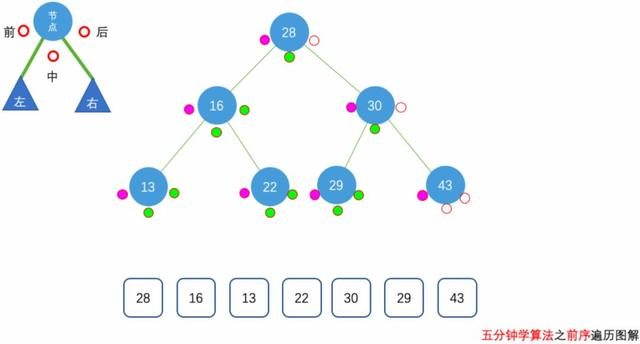 节
点
前
后
中
左
右
28
16
30
13
22
29
43
28 16 13 22 30 29 43
五分钟学算法之前序遍历图解